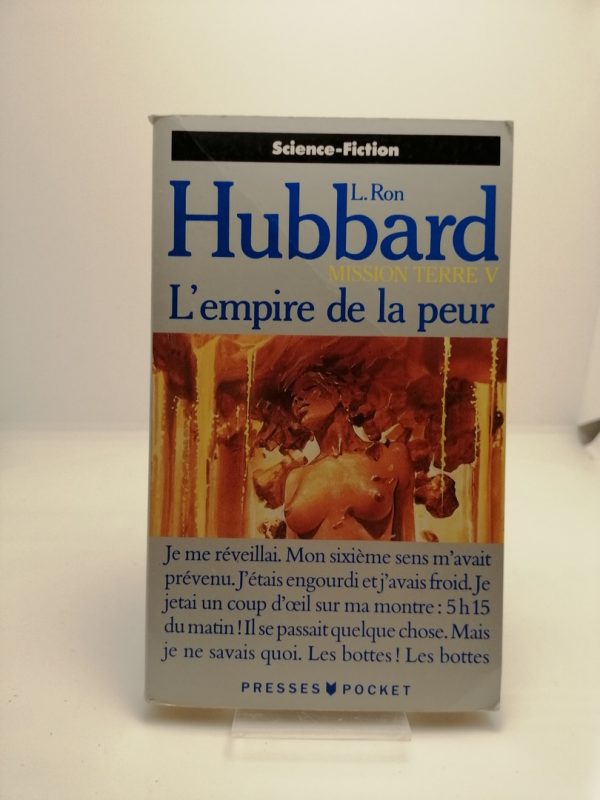 Science-Fiction
L. Ron
Hubbard
MISSION TERRE V
L'empire de la peur
Je me réveillai. Mon sixième sens m'avait
prévenu. J'étais engourdi et j'avais froid. Je
jetai un coup d'œil sur ma montre : 5 h 15
du matin ! Il se passait quelque chose. Mais
je ne savais quoi. Les bottes ! Les bottes
PRESSES POCKET